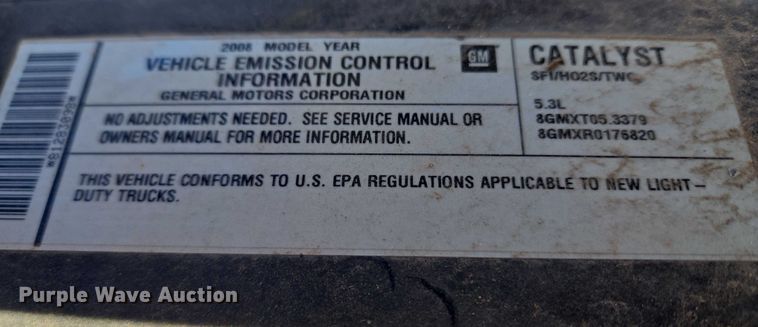 2008 MODEL YEAR
VEHICLE EMISSION CONTROL
INFORMATION
GENERAL MOTORS CORPORATION
GM
NO ADJUSTMENTS NEEDED. SEE SERVICE MANUAL OR
OWNERS MANUAL FOR MORE INFORMATION.
CATALYST
SFI/HO2S/TWC
5.3L
8GMXT05.3379
8GMXR0176820
THIS VEHICLE CONFORMS TO U.S. EPA REGULATIONS APPLICABLE TO NEW LIGHT-
DUTY TRUCKS.
Purple Wave Auction